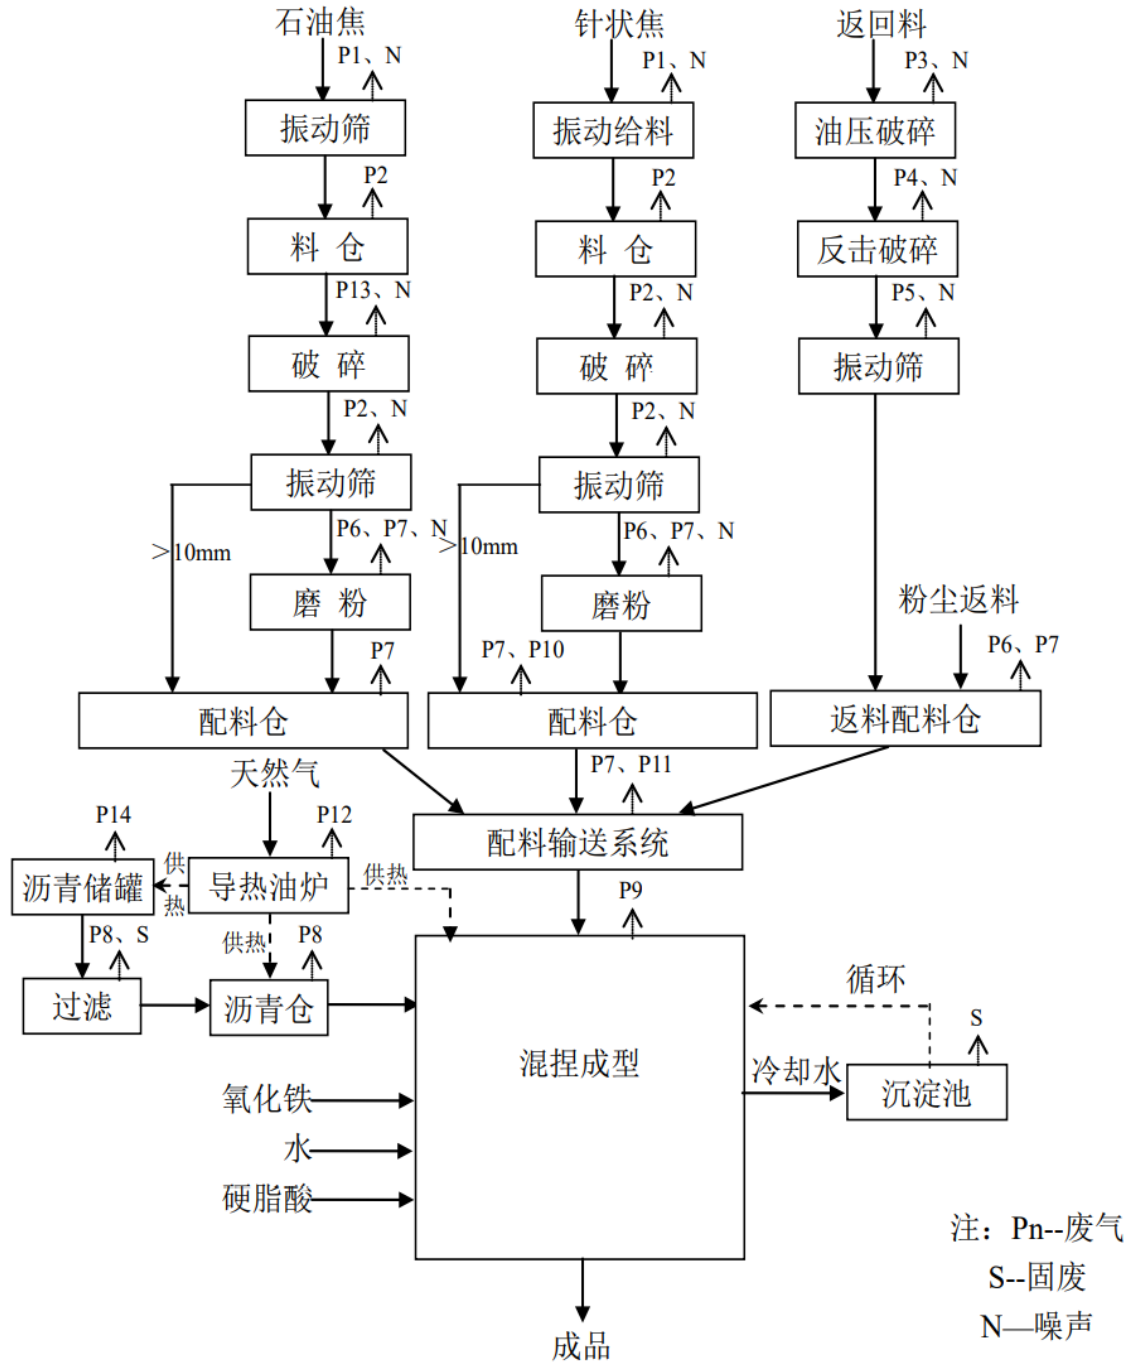 石油焦
针状焦
返回料
P1、N
P1、N
P3、N
振动筛
振动给料
油压破碎
P2
P2
P4、N
料 仓
料 仓
反击破碎
P13、N
P2、N
P5、N
破 碎
破 碎
振动筛
P2、N
P2、N
振动筛
振动筛
P6、P7、N
P6、P7、N
＞10mm
＞10mm
磨 粉
磨粉
粉尘返料
P7
P7、P10
P6、P7
配料仓
配料仓
返料配料仓
天然气
P7、P11
P14
P12
配料输送系统
沥青储罐
供
热
导热油炉
供热
P9
P8、S
供热
P8
过滤
沥青仓
循环
S
混捏成型
冷却水
沉淀池
氧化铁
水
硬脂酸
注：Pn--废气
S--固废
N—噪声
成品